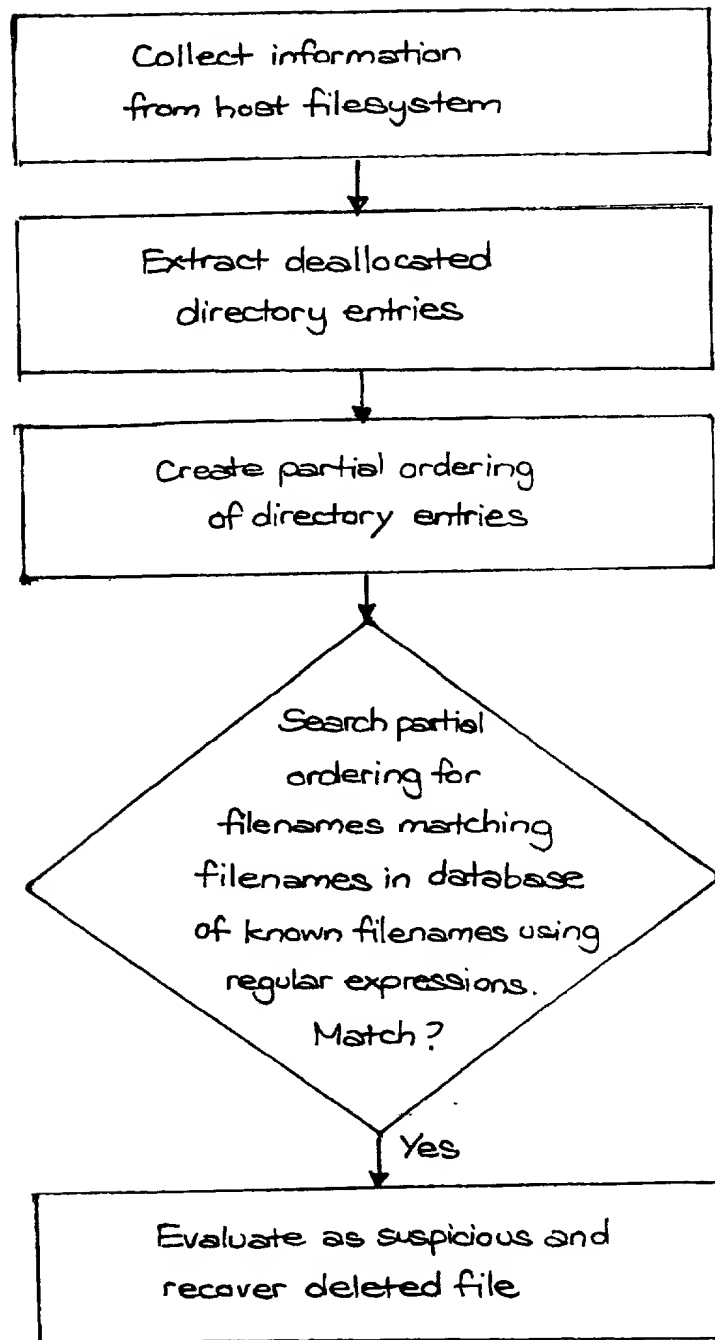 Collect information
from host filesystem
Extract deallocated
directory entries
Create partial ordering
of directory entries
Search partial
ordering for
filenames matching
filenames in database
of known filenames using
regular expressions.
Match?
Yes
Evaluate as suspicious and
recover deleted file